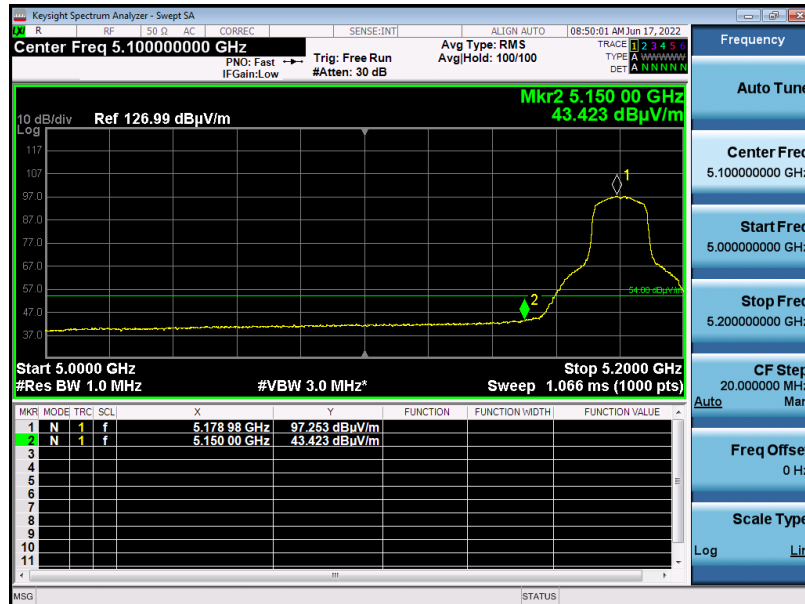 Keysight Spectrum Analyzer - Swept SA
LXI R RF 50 Ω AC CORREC SENSE:INT ALIGN AUTO 08:50:01 AM Jun 17, 2022
Center Freq 5.100000000 GHz Avg Type: RMS TRACE 1 2 3 4 5 6
PNO: Fast Trig: Free Run Avg|Hold: 100/100 TYPE A WWWWW
IFGain:Low #Atten: 30 dB DET A N N N N N
Frequency
Mkr2 5.150 00 GHz
43.423 dBµV/m
10 dB/div Ref 126.99 dBµV/m
Log
117
107
97.0
87.0
77.0
67.0
57.0
47.0
37.0
1
2
54.00 dBµV/m
Start 5.0000 GHz Stop 5.2000 GHz
#Res BW 1.0 MHz #VBW 3.0 MHz* Sweep 1.066 ms (1000 pts)
MKR MODE TRC SCL X Y FUNCTION FUNCTION WIDTH FUNCTION VALUE
1 N 1 f 5.178 98 GHz 97.253 dBµV/m
2 N 1 f 5.150 00 GHz 43.423 dBµV/m
3
4
5
6
7
8
9
10
11
MSG STATUS
Auto Tune
Center Freq
5.100000000 GHz
Start Freq
5.000000000 GHz
Stop Freq
5.200000000 GHz
CF Step
20.000000 MHz
Auto Man
Freq Offset
0 Hz
Scale Type
Log Lin